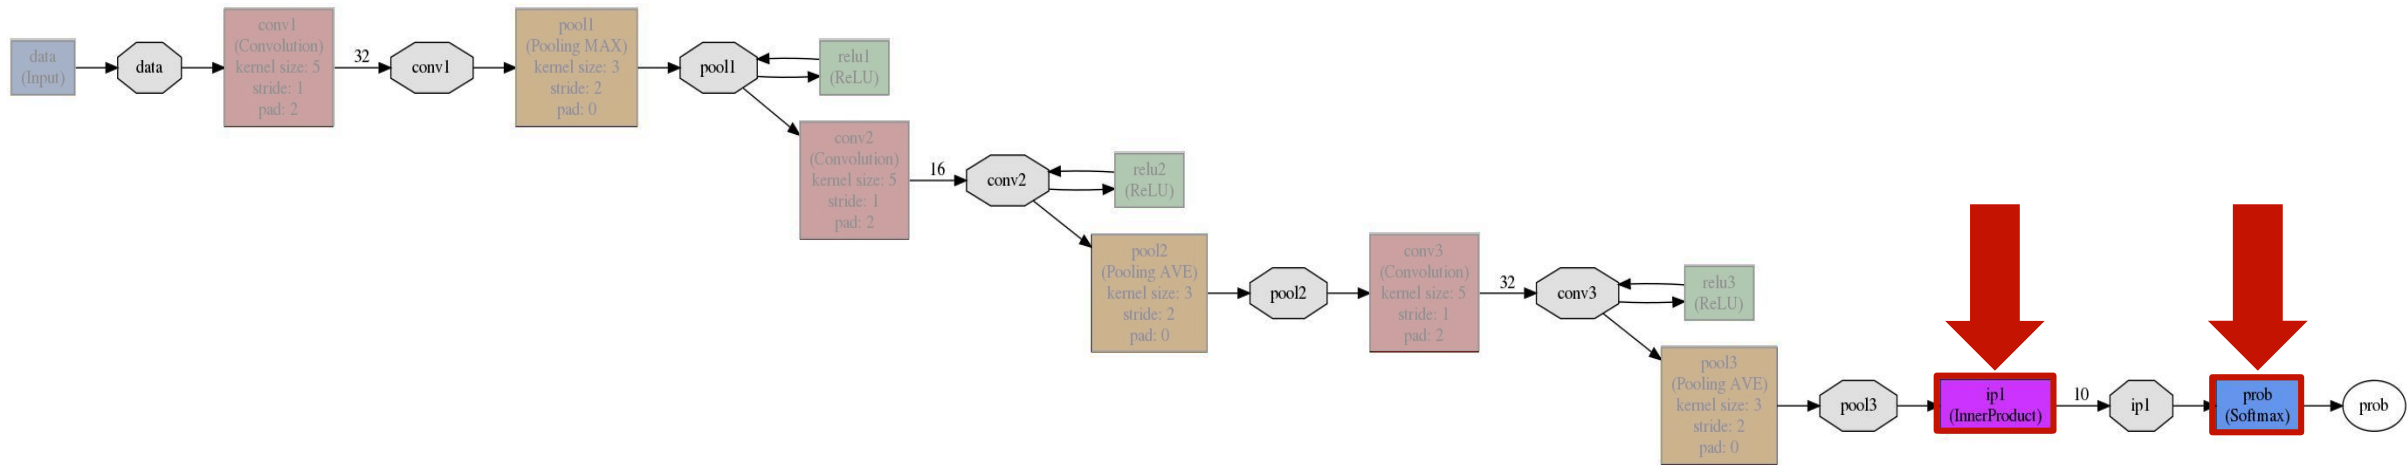 data
(Input)
data
conv1
(Convolution)
kernel size: 5
stride: 1
pad: 2
32
conv1
pool1
(Pooling MAX)
kernel size: 3
stride: 2
pad: 0
pool1
relu1
(ReLU)
conv2
(Convolution)
kernel size: 5
stride: 1
pad: 2
16
conv2
relu2
(ReLU)
pool2
(Pooling AVE)
kernel size: 3
stride: 2
pad: 0
pool2
conv3
(Convolution)
kernel size: 5
stride: 1
pad: 2
32
conv3
relu3
(ReLU)
pool3
(Pooling AVE)
kernel size: 3
stride: 2
pad: 0
pool3
ip1
(InnerProduct)
10
ip1
prob
(Softmax)
prob